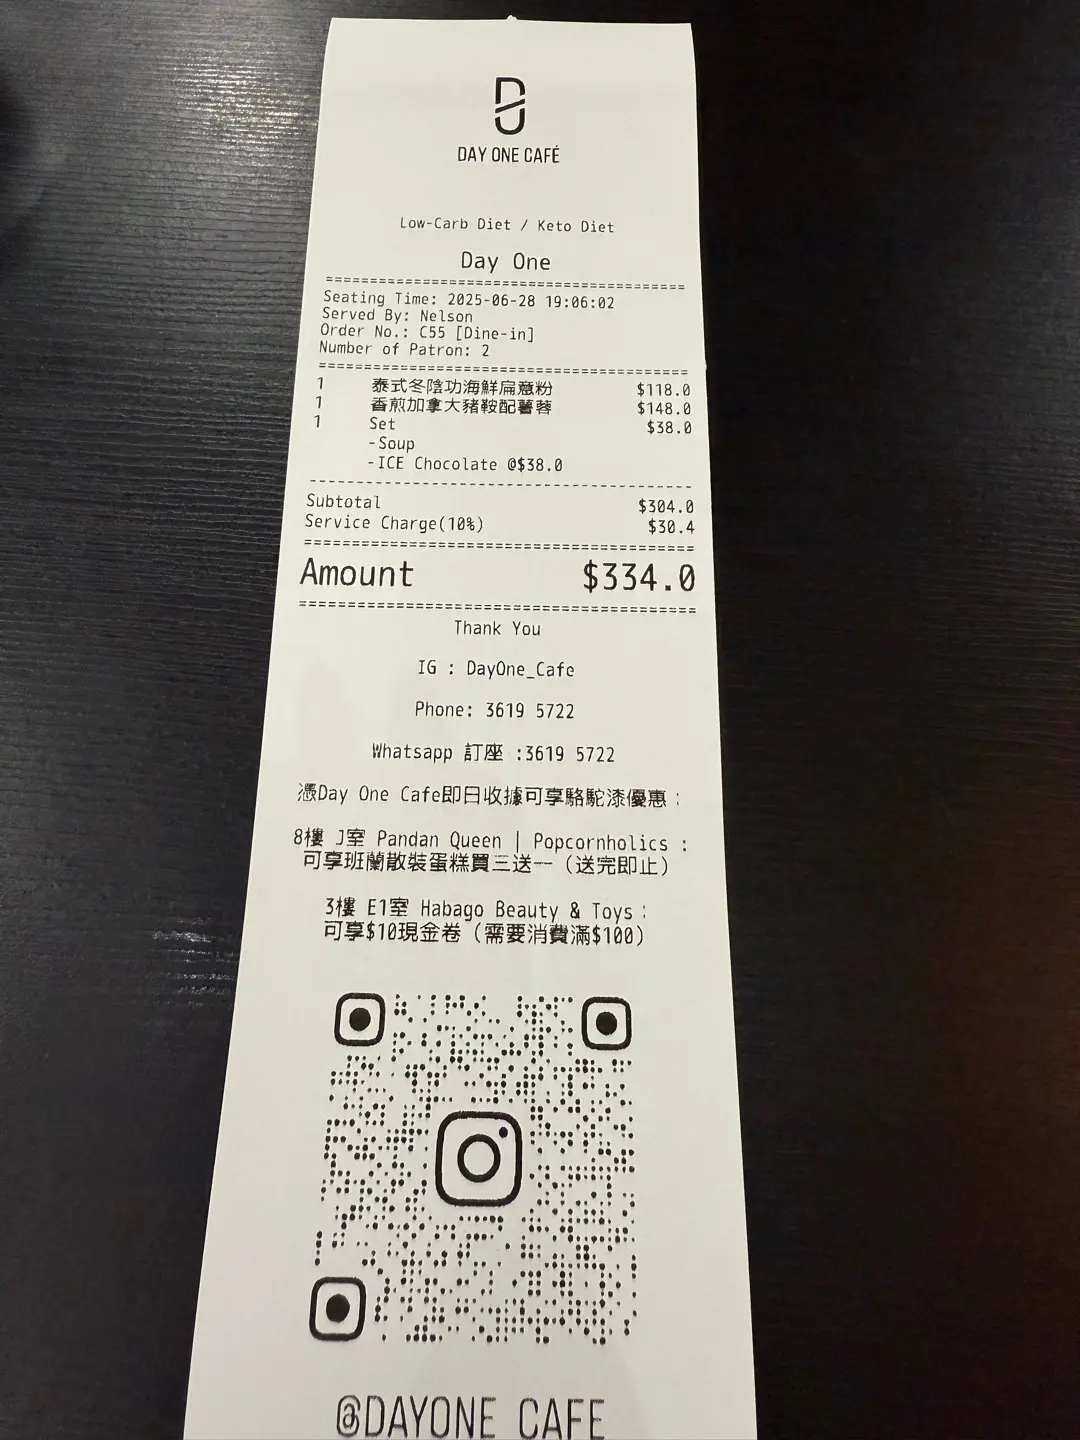 DAY ONE CAFÉ
Low-Carb Diet / Keto Diet
Day One
Seating Time: 2025-06-28 19:06:02
Served By: Nelson
Order No.: C55 [Dine-in]
Number of Patron: 2
1 泰式冬陰功海鮮扁意粉 $118.0
1 香煎加拿大豬鞍配薯蓉 $148.0
1 Set $38.0
-Soup
-ICE Chocolate @$38.0
Subtotal $304.0
Service Charge(10%) $30.4
Amount $334.0
Thank You
IG : DayOne_Cafe
Phone: 3619 5722
Whatsapp 訂座 :3619 5722
憑Day One Cafe即日收據可享駱駝漆優惠：
8樓 J室 Pandan Queen | Popcornholics :
可享班蘭散裝蛋糕買三送一（送完即止）
3樓 E1室 Habago Beauty & Toys：
可享$10現金卷（需要消費滿$100）
@DAYONE_CAFE